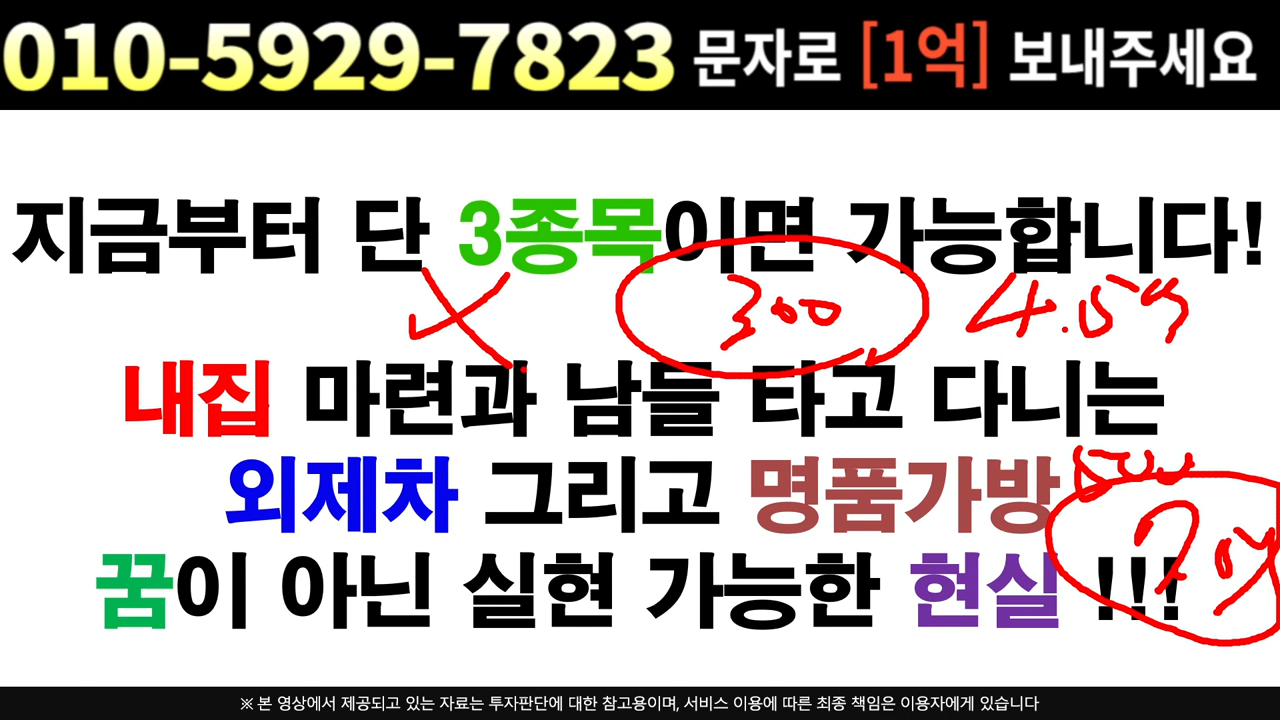 010-5929-7823 문자로 [1억] 보내주세요
지금부터 단 3종목이면 가능합니다!
300 4.5억
내집 마련과 남들 타고 다니는
외제차 그리고 명품가방
500
꿈이 아닌 실현 가능한 현실 !!!
※ 본 영상에서 제공되고 있는 자료는 투자판단에 대한 참고용이며, 서비스 이용에 따른 최종 책임은 이용자에게 있습니다